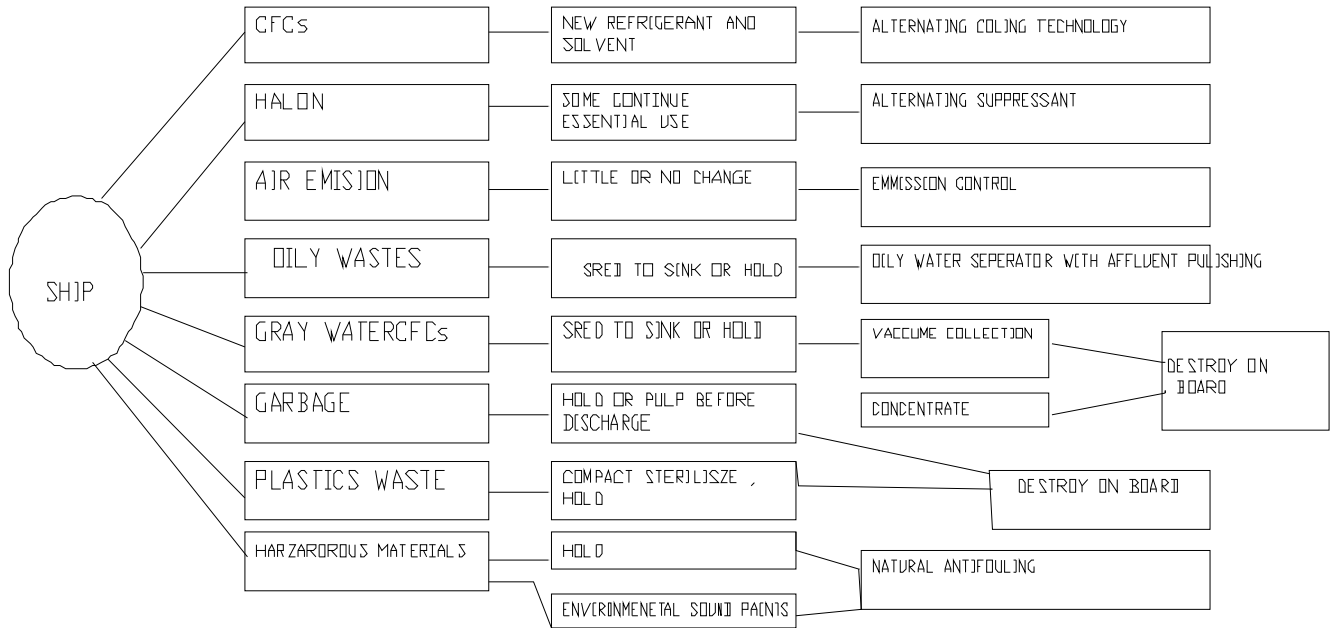 CFCs
NEW REFRIGERANT AND
SOLVENT
ALTERNATING COLING TECHNOLOGY
HALON
SOME CONTINUE
ESSENTIAL USE
ALTERNATING SUPPRESSANT
AIR EMISION
LITTLE OR NO CHANGE
EMMISSION CONTROL
SHIP
OILY WASTES
SRED TO SINK OR HOLD
OILY WATER SEPERATOR WITH AFFLUENT PULISHING
GRAY WATERCFCs
SRED TO SINK OR HOLD
VACCUME COLLECTION
DESTROY ON
BOARD
GARBAGE
HOLD OR PULP BEFORE
DISCHARGE
CONCENTRATE
PLASTICS WASTE
COMPACT STERILISZE ,
HOLD
DESTROY ON BOARD
HARZAROROUS MATERIALS
HOLD
NATURAL ANTIFOULING
ENVIRINMENETAL SOUND PAINTS